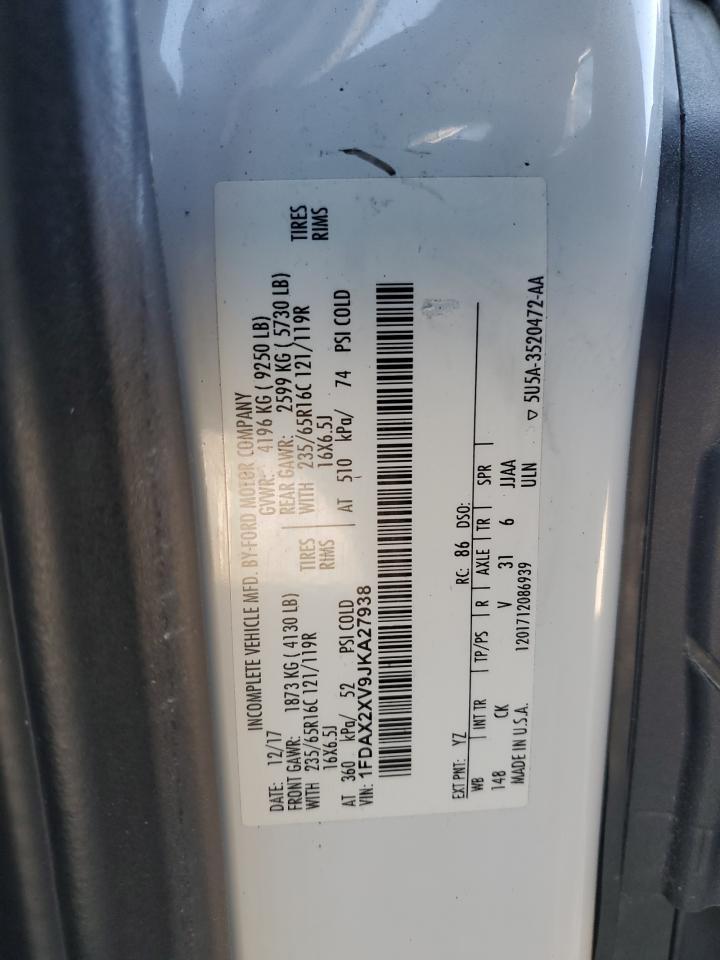 INCOMPLETE VEHICLE MFD. BY-FORD MOTOR COMPANY
DATE: 12/17 GVWR: 4196 KG ( 9250 LB)
FRONT GAWR: 1873 KG ( 4130 LB) REAR GAWR: 2599 KG ( 5730 LB)
WITH 235/65R16C 121/119R TIRES WITH 235/65R16C 121/119R TIRES
16X6.5J RIMS 16X6.5J RIMS
AT 360 kPa/ 52 PSI COLD AT 510 kPa/ 74 PSI COLD
VIN: 1FDAX2XV9JKA27938
EXT PNT: YZ RC: 86 DSO:
WB INT TR TP/PS R AXLE TR SPR
148 CK V 31 6 JJAA
MADE IN U.S.A. 1201712086939 ULN
▽ 5U5A-3520472-AA